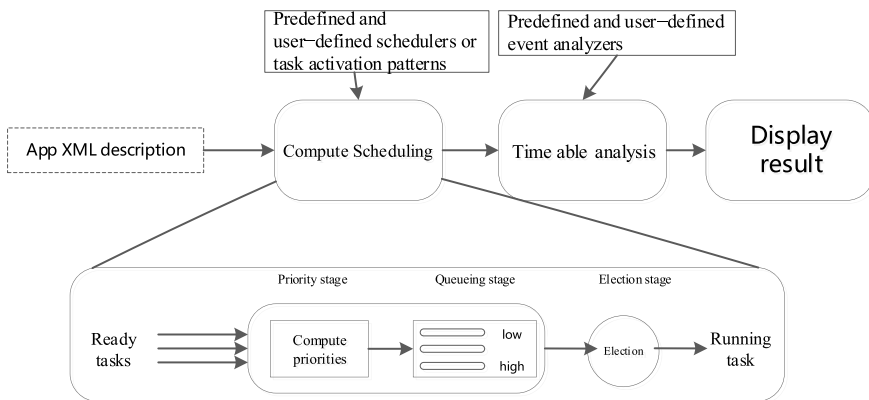 Predefined and
user-defined schedulers or
task activation patterns
Predefined and user-defined
event analyzers
App XML description
Compute Scheduling
Time able analysis
Display
result
Priority stage
Queueing stage
Election stage
Ready
tasks
Compute
priorities
low
high
Election
Running
task